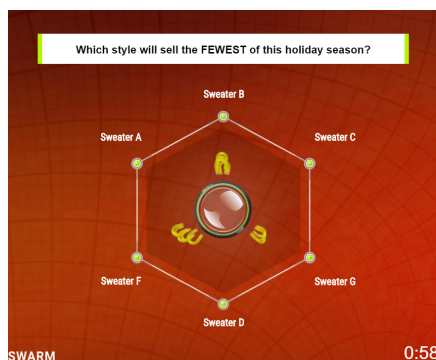 Which style will sell the FEWEST of this holiday season?
Sweater B
Sweater A
Sweater C
Sweater F
Sweater G
Sweater D
SWARM
0:58